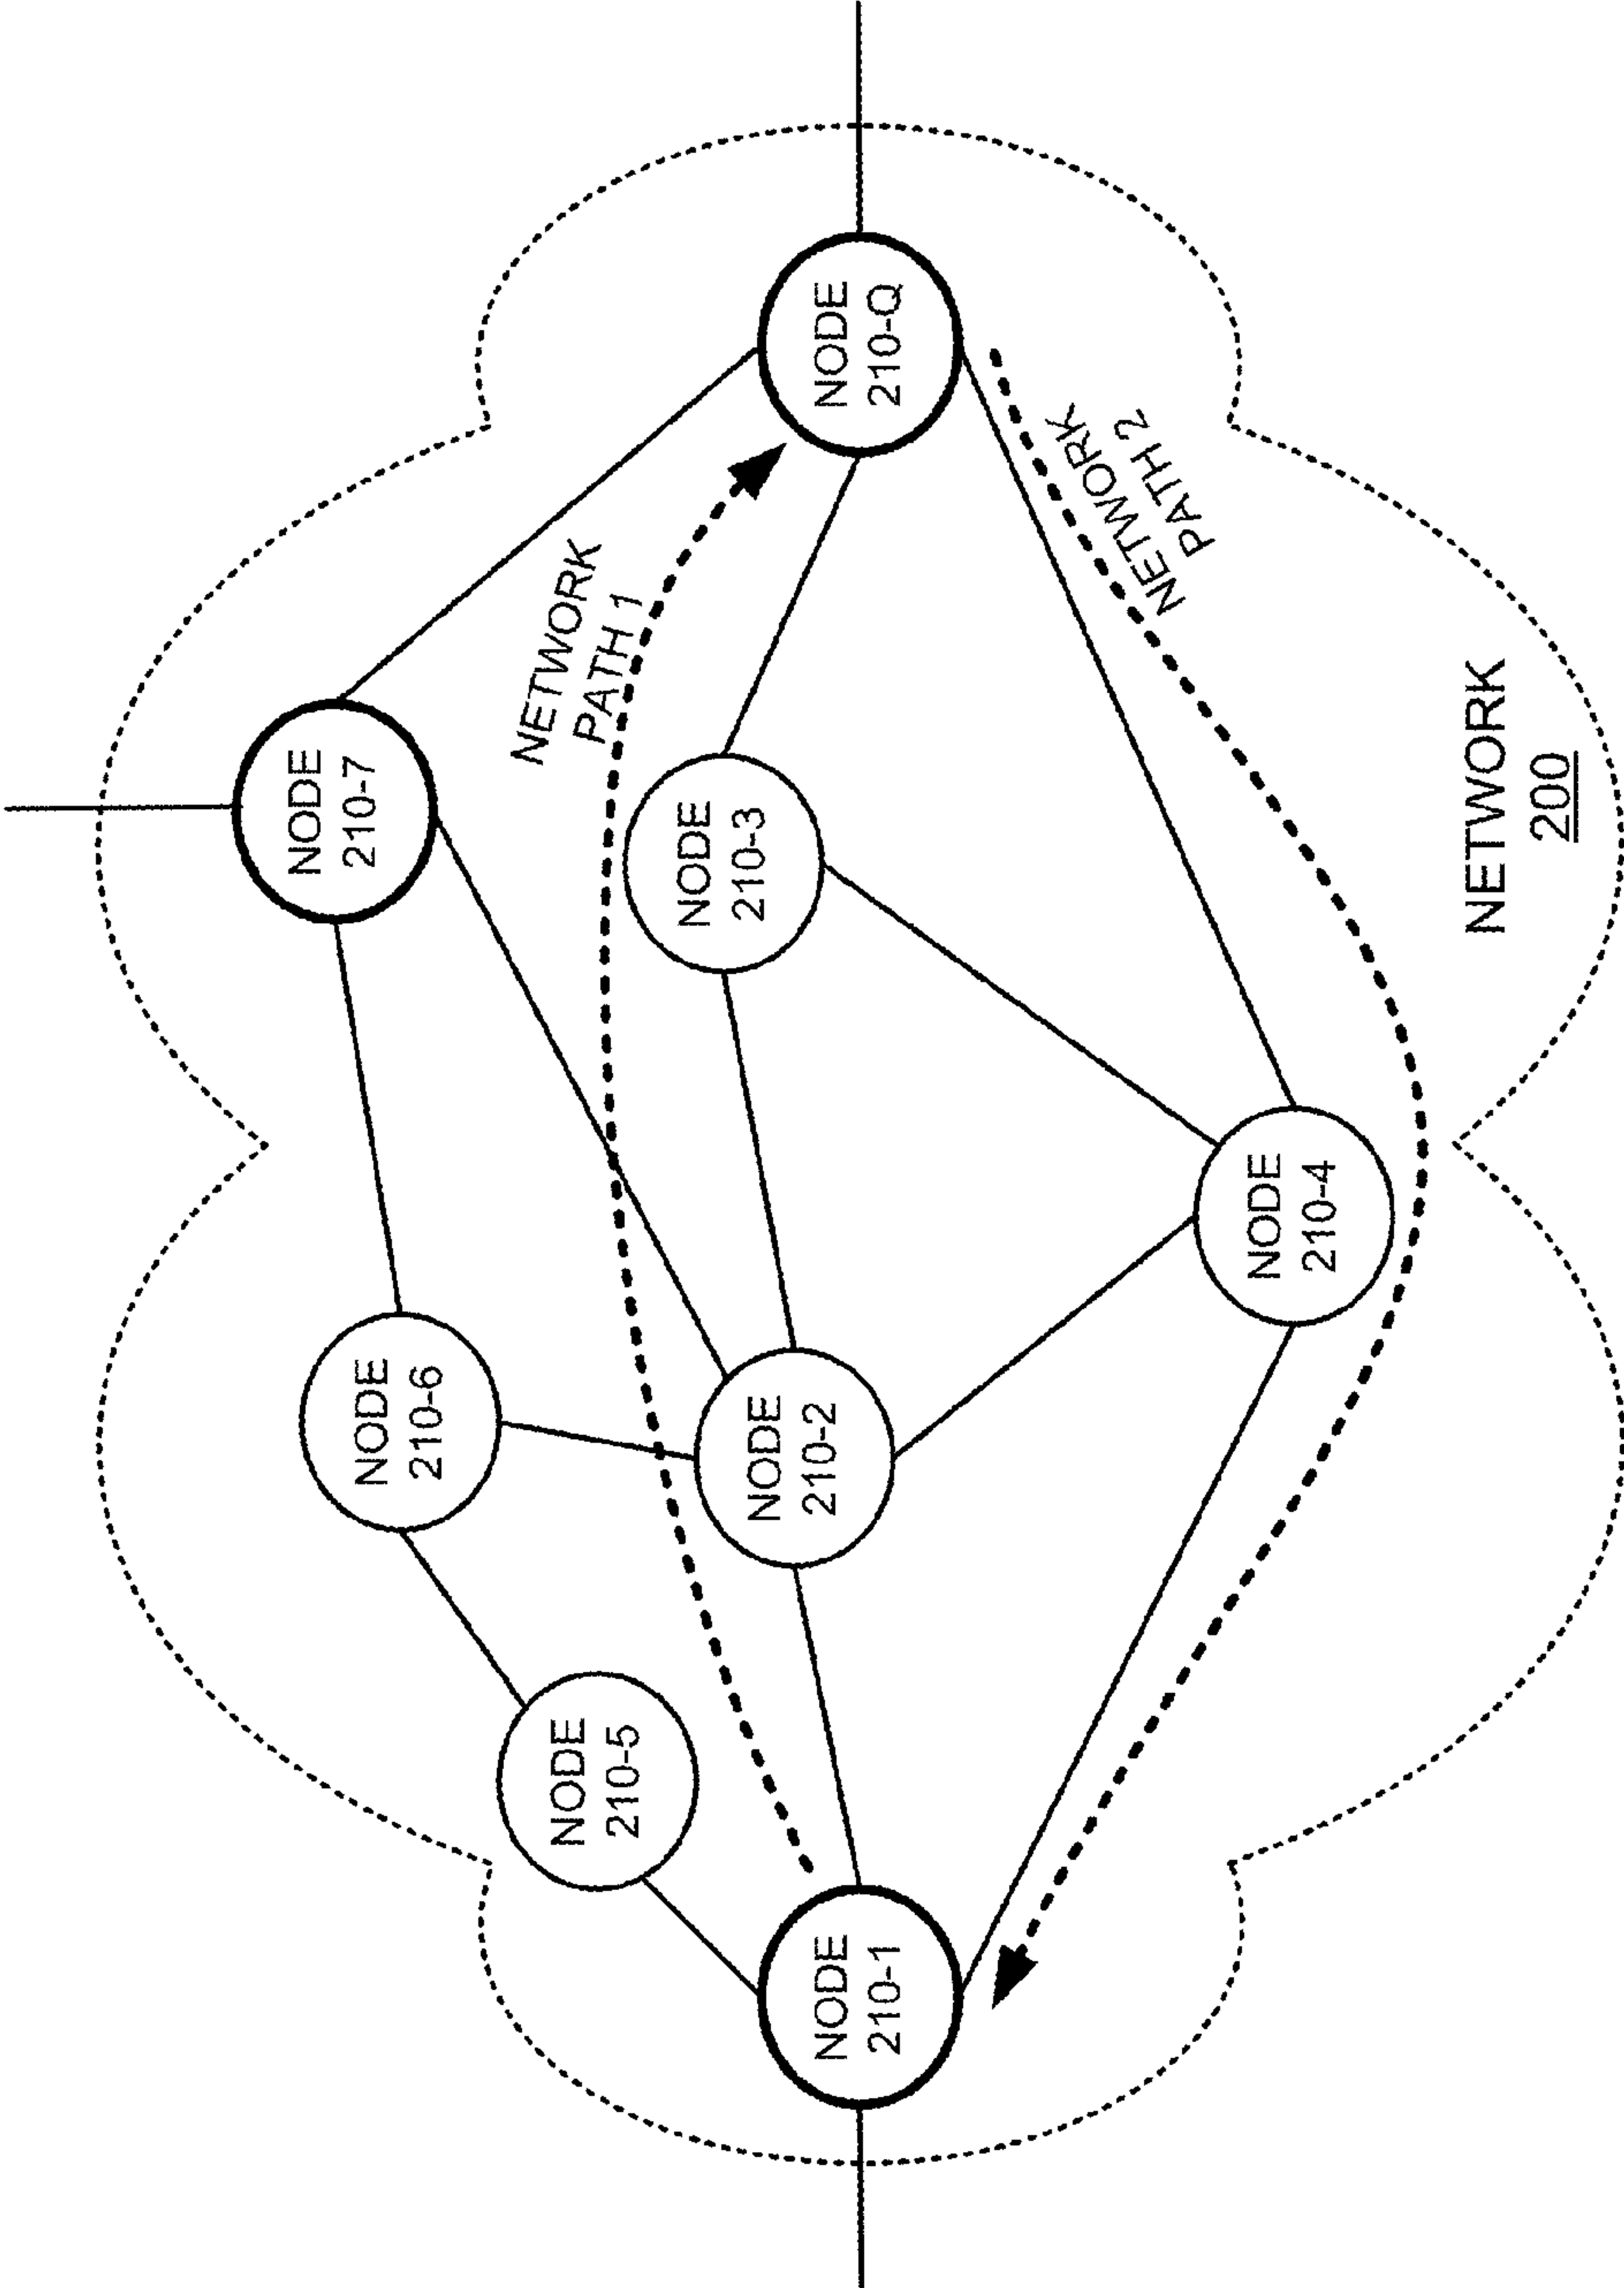 NODE
210-7
NODE
210-6
NODE
210-5
NETWORK
PATH 1
NODE
210-3
NODE
210-2
NODE
210-1
NODE
210-Q
NODE
210-4
NETWORK
PATH 2
NETWORK
200